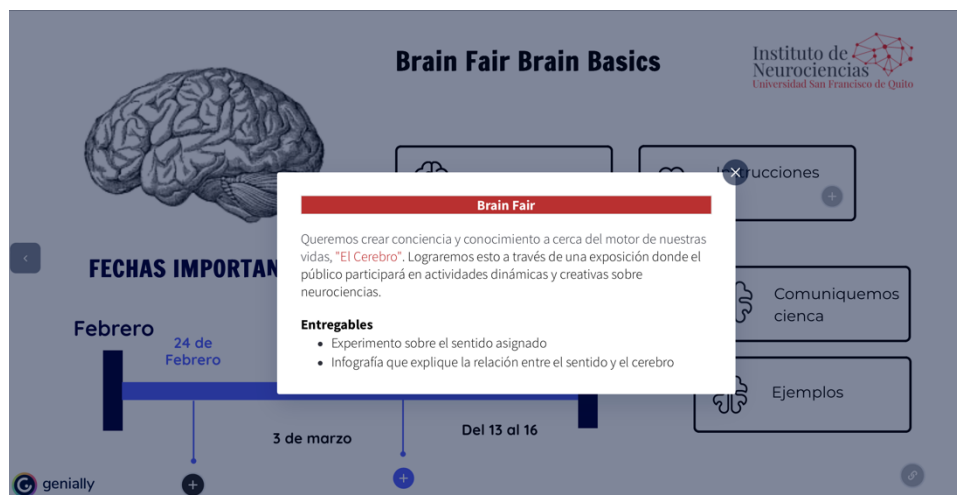 Brain Fair Brain Basics
Instituto de
Neurociencias
Universidad San Francisco de Quito
Brain Fair
Queremos crear conciencia y conocimiento a cerca del motor de nuestras
vidas, "El Cerebro". Lograremos esto a través de una exposición donde el
público participará en actividades dinámicas y creativas sobre
neurociencias.
Entregables
• Experimento sobre el sentido asignado
• Infografía que explique la relación entre el sentido y el cerebro
FECHAS
Febrero
24 de
Febrero
3 de marzo
Del 13 al 16
Comuniquemos
cienca
Ejemplos
genially